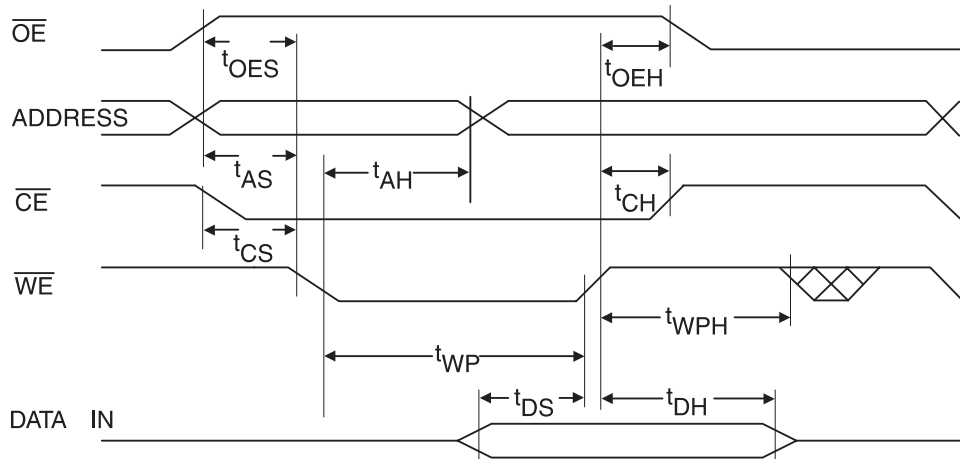 OE
tOES
tOEH
ADDRESS
tAS
tAH
CE
tCH
tCS
WE
tWPH
tWP
tDS
tDH
DATA IN